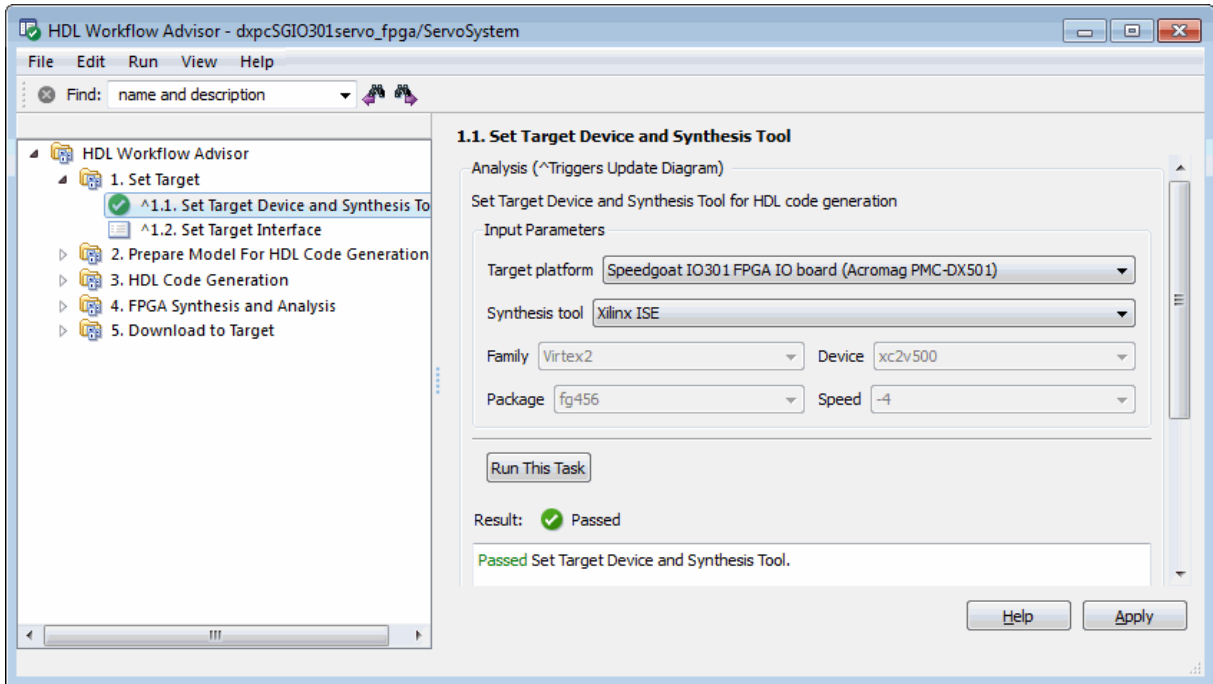 HDL Workflow Advisor - dxpcSGIO301servo_fpga/ServoSystem
File Edit Run View Help
Find: name and description
HDL Workflow Advisor
1. Set Target
^1.1. Set Target Device and Synthesis To
^1.2. Set Target Interface
2. Prepare Model For HDL Code Generation
3. HDL Code Generation
4. FPGA Synthesis and Analysis
5. Download to Target
1.1. Set Target Device and Synthesis Tool
Analysis (^Triggers Update Diagram)
Set Target Device and Synthesis Tool for HDL code generation
Input Parameters
Target platform Speedgoat IO301 FPGA IO board (Acromag PMC-DX501)
Synthesis tool Xilinx ISE
Family Virtex2 Device xc2v500
Package fg456 Speed -4
Run This Task
Result: Passed
Passed Set Target Device and Synthesis Tool.
Help Apply